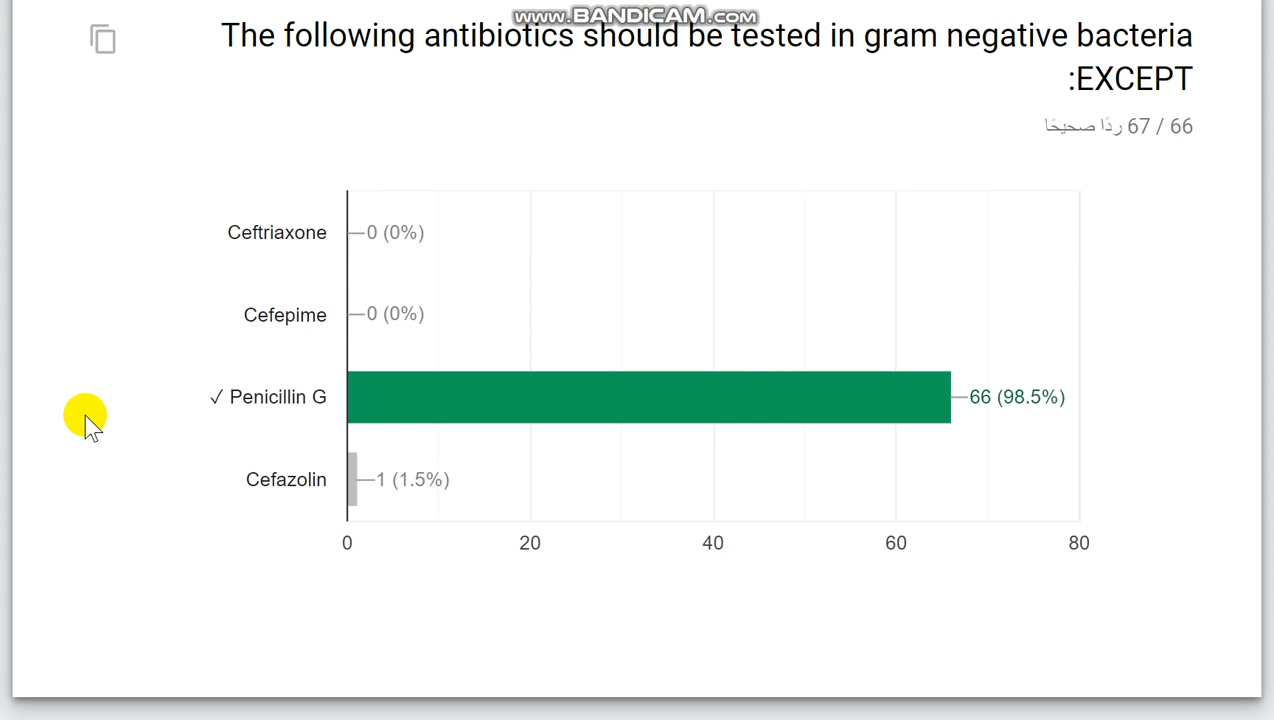 www.BANDICAM.com
The following antibiotics should be tested in gram negative bacteria
:EXCEPT
66 / 67 ردًا صحيحًا
Ceftriaxone 0 (0%)
Cefepime 0 (0%)
✓ Penicillin G 66 (98.5%)
Cefazolin 1 (1.5%)
0 20 40 60 80